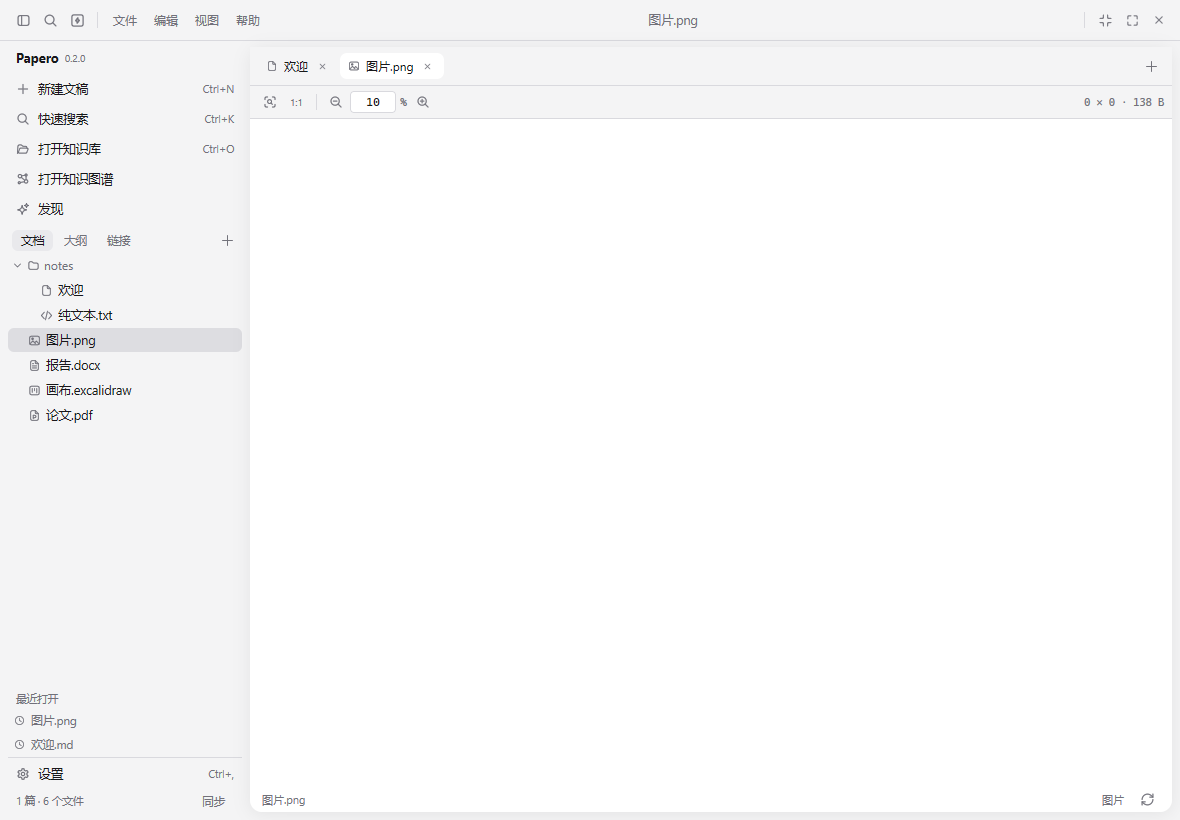 文件 编辑 视图 帮助 图片.png
Papero 0.2.0
新建文稿 Ctrl+N
快速搜索 Ctrl+K
打开知识库 Ctrl+O
打开知识图谱
发现
文档 大纲 链接
notes
欢迎
纯文本.txt
图片.png
报告.docx
画布.excalidraw
论文.pdf
最近打开
图片.png
欢迎.md
设置 Ctrl+,
1 篇 · 6 个文件 同步
欢迎 图片.png
1:1 10 % 0 × 0 · 138 B
图片.png 图片